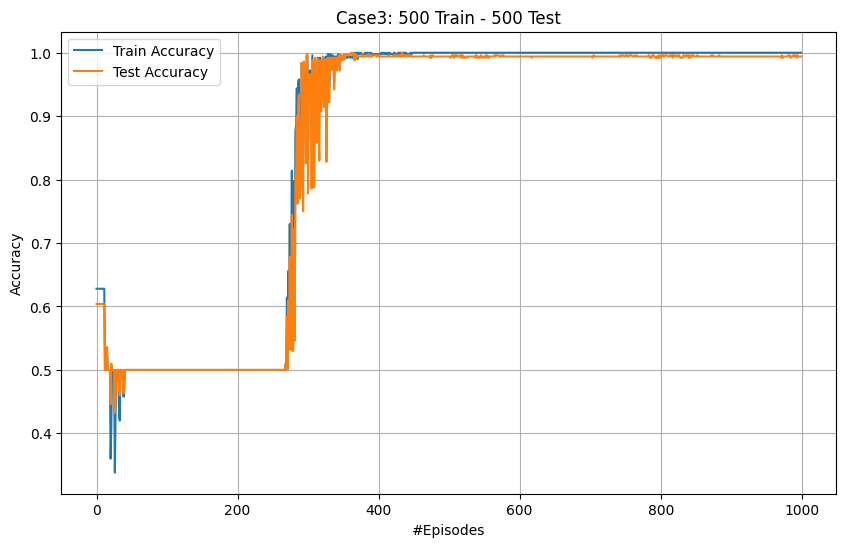 Case3: 500 Train - 500 Test
Train Accuracy
Test Accuracy
1.0
0.9
0.8
0.7
0.6
0.5
0.4
Accuracy
0 200 400 600 800 1000
#Episodes